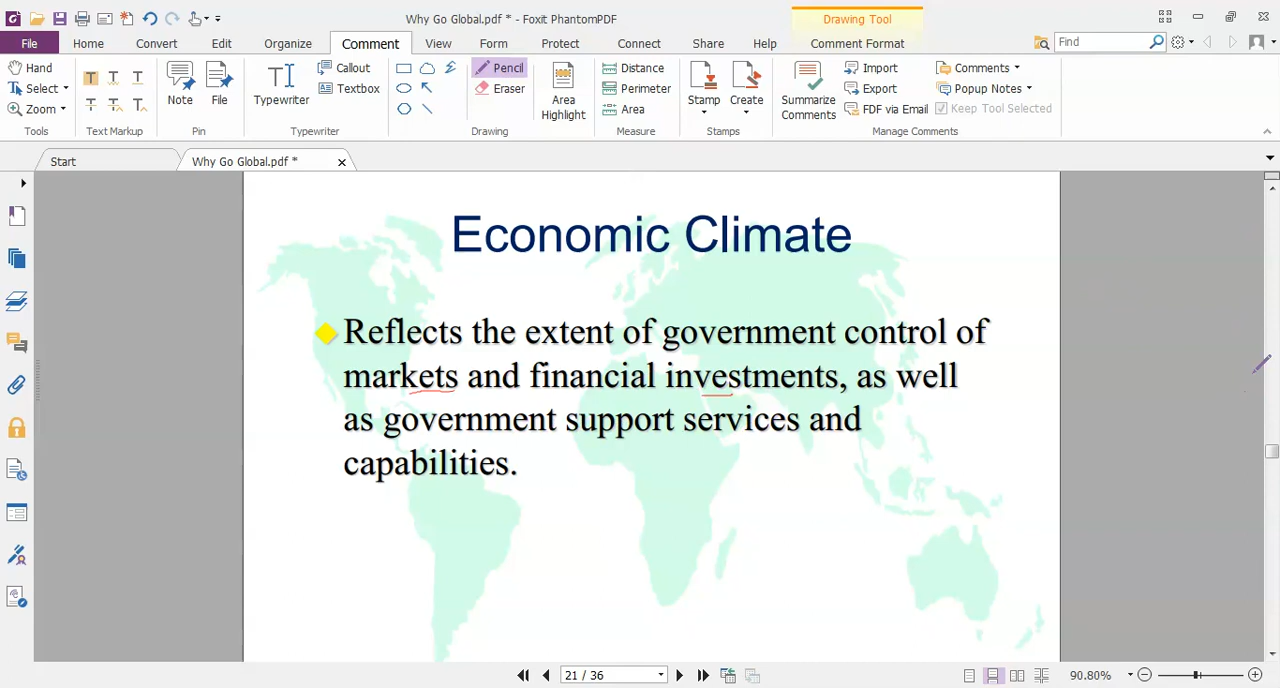 Why Go Global.pdf * - Foxit PhantomPDF
Drawing Tool
File Home Convert Edit Organize Comment View Form Protect Connect Share Help Comment Format Find
Hand
Select
Zoom
Tools
T T T
T T T
Text Markup
Note File
Pin
Typewriter
Callout
Textbox
Typewriter
Pencil
Eraser
Drawing
Area Highlight
Distance
Perimeter
Area
Measure
Stamp Create
Stamps
Summarize Comments
Import
Export
FDF via Email
Comments
Popup Notes
Keep Tool Selected
Manage Comments
Start Why Go Global.pdf *
Economic Climate
Reflects the extent of government control of
markets and financial investments, as well
as government support services and
capabilities.
21 / 36 90.80%